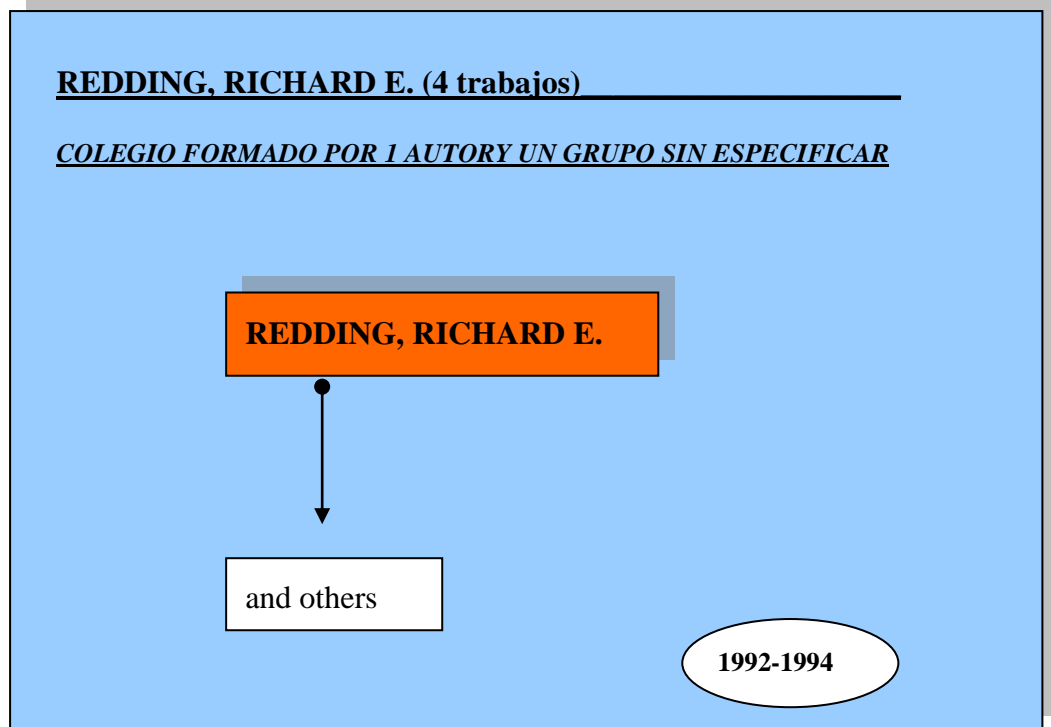 REDDING, RICHARD E. (4 trabajos)
COLEGIO FORMADO POR 1 AUTORY UN GRUPO SIN ESPECIFICAR
REDDING, RICHARD E.
and others
1992-1994